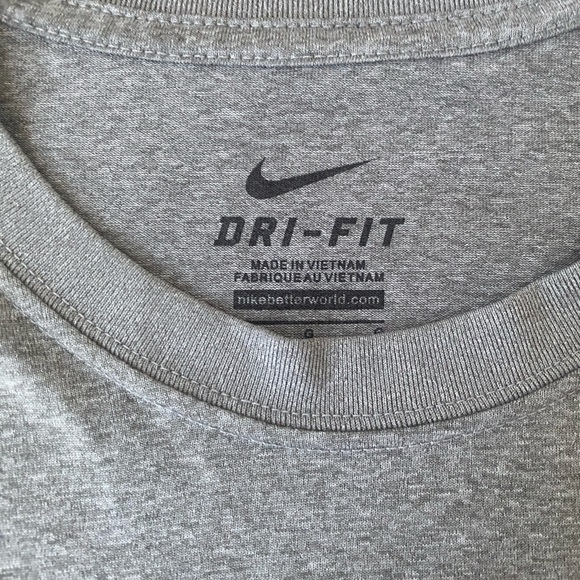 DRI-FIT
MADE IN VIETNAM
FABRIQUE AU VIETNAM
nikebetterworld.com